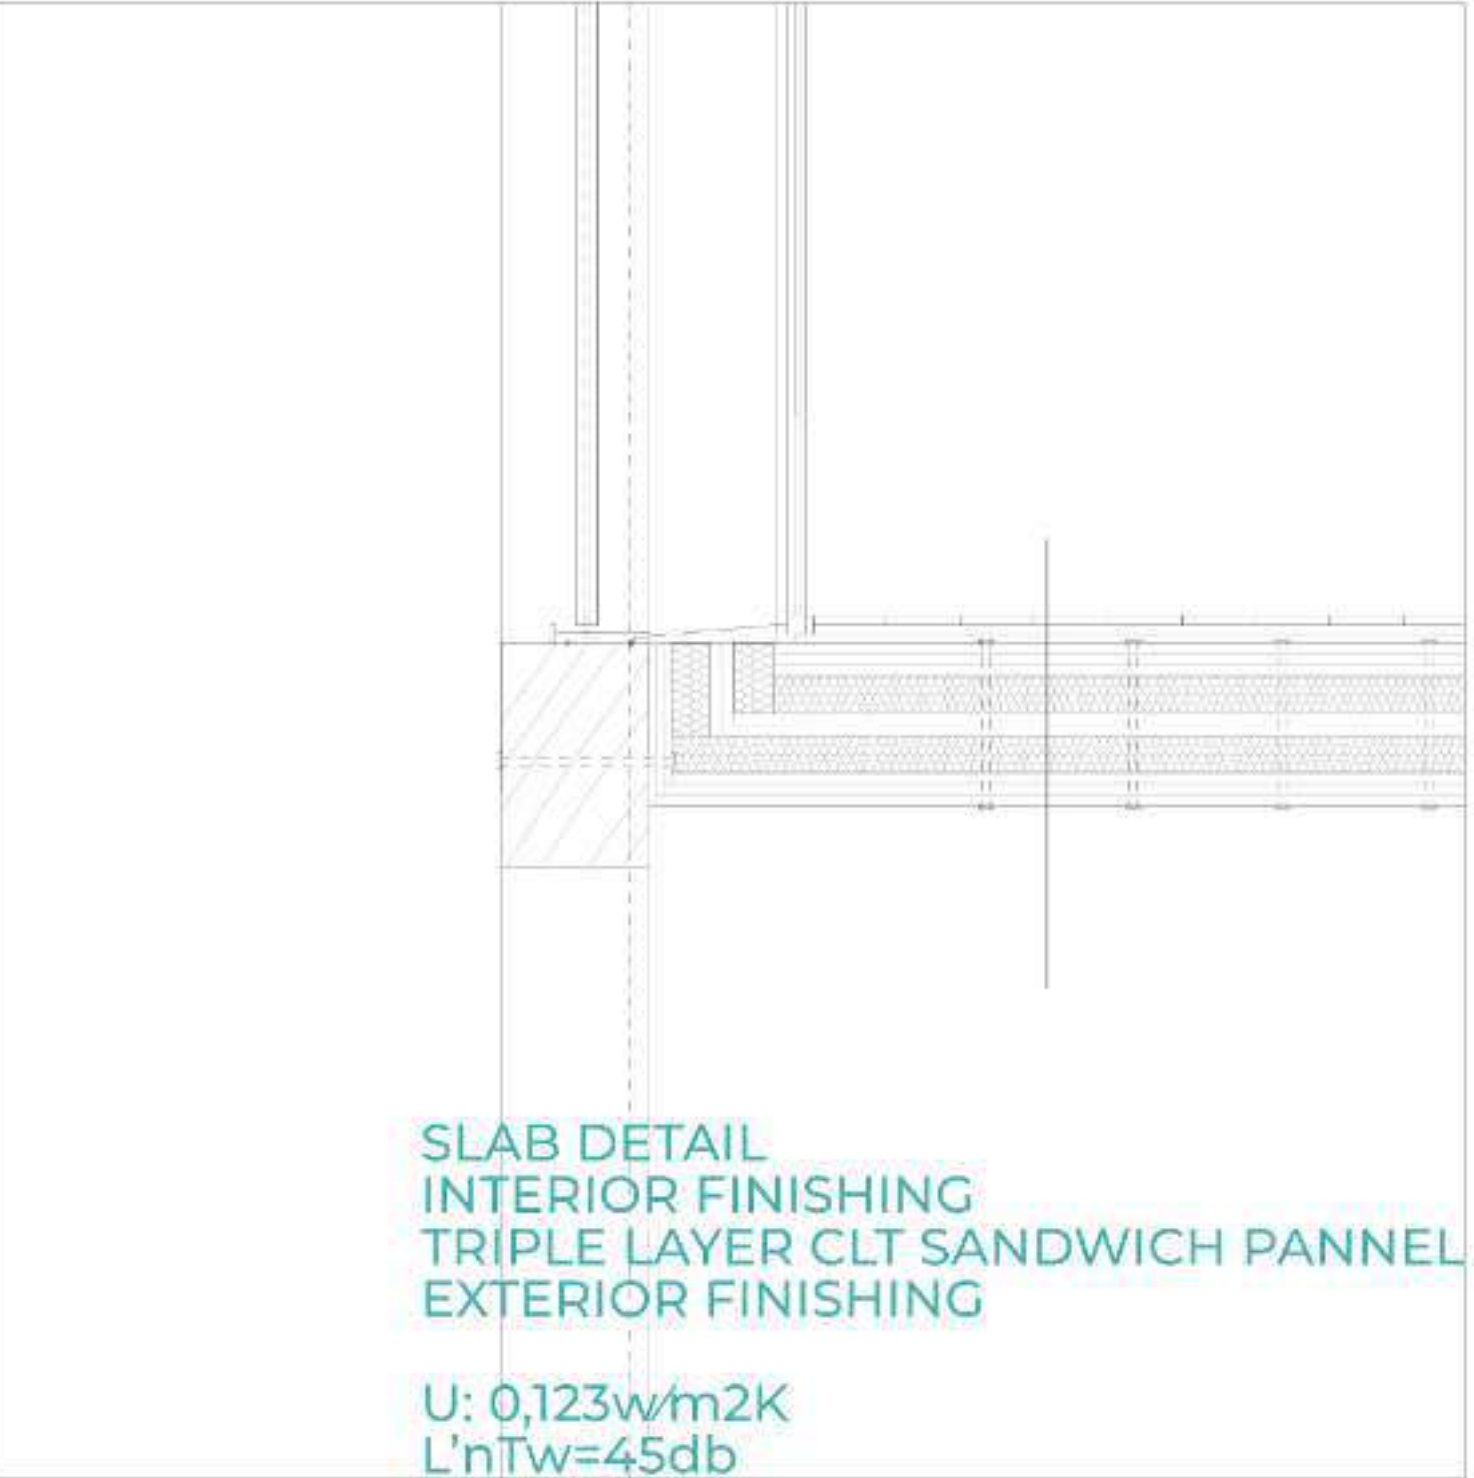 SLAB DETAIL
INTERIOR FINISHING
TRIPLE LAYER CLT SANDWICH PANNEL
EXTERIOR FINISHING
U: 0,123w/m2K
L'nTw=45db